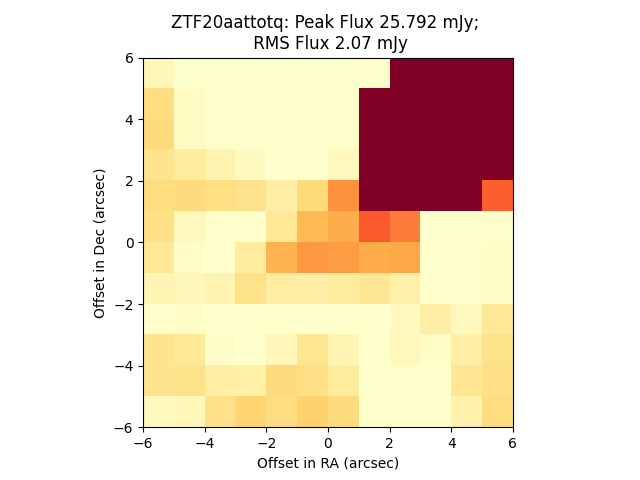 ZTF20aattotq: Peak Flux 25.792 mJy;
RMS Flux 2.07 mJy
6
4
2
0
−2
−4
−6
Offset in Dec (arcsec)
−6 −4 −2 0 2 4 6
Offset in RA (arcsec)